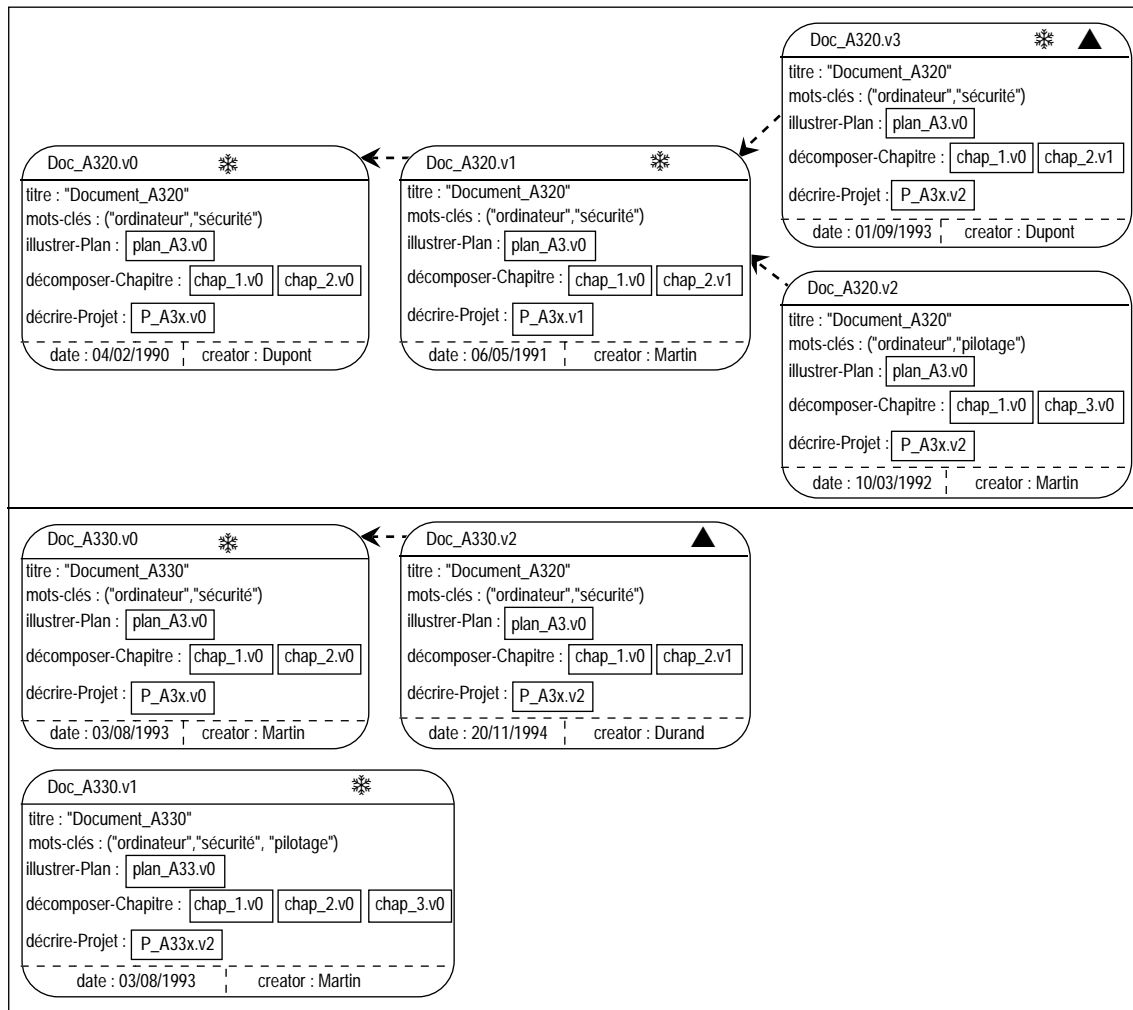 Doc_A320.v3 ❄ ▲
titre : "Document_A320"
mots-clés : ("ordinateur","sécurité")
illustrer-Plan : plan_A3.v0
décomposer-Chapitre : chap_1.v0 chap_2.v1
décrire-Projet : P_A3x.v2
date : 01/09/1993 creator : Dupont
Doc_A320.v0 ❄
titre : "Document_A320"
mots-clés : ("ordinateur","sécurité")
illustrer-Plan : plan_A3.v0
décomposer-Chapitre : chap_1.v0 chap_2.v0
décrire-Projet : P_A3x.v0
date : 04/02/1990 creator : Dupont
Doc_A320.v1 ❄
titre : "Document_A320"
mots-clés : ("ordinateur","sécurité")
illustrer-Plan : plan_A3.v0
décomposer-Chapitre : chap_1.v0 chap_2.v1
décrire-Projet : P_A3x.v1
date : 06/05/1991 creator : Martin
Doc_A320.v2
titre : "Document_A320"
mots-clés : ("ordinateur","pilotage")
illustrer-Plan : plan_A3.v0
décomposer-Chapitre : chap_1.v0 chap_3.v0
décrire-Projet : P_A3x.v2
date : 10/03/1992 creator : Martin
Doc_A330.v0 ❄
titre : "Document_A330"
mots-clés : ("ordinateur","sécurité")
illustrer-Plan : plan_A3.v0
décomposer-Chapitre : chap_1.v0 chap_2.v0
décrire-Projet : P_A3x.v0
date : 03/08/1993 creator : Martin
Doc_A330.v2 ▲
titre : "Document_A320"
mots-clés : ("ordinateur","sécurité")
illustrer-Plan : plan_A3.v0
décomposer-Chapitre : chap_1.v0 chap_2.v1
décrire-Projet : P_A3x.v2
date : 20/11/1994 creator : Durand
Doc_A330.v1 ❄
titre : "Document_A330"
mots-clés : ("ordinateur","sécurité", "pilotage")
illustrer-Plan : plan_A33.v0
décomposer-Chapitre : chap_1.v0 chap_2.v0 chap_3.v0
décrire-Projet : P_A33x.v2
date : 03/08/1993 creator : Martin